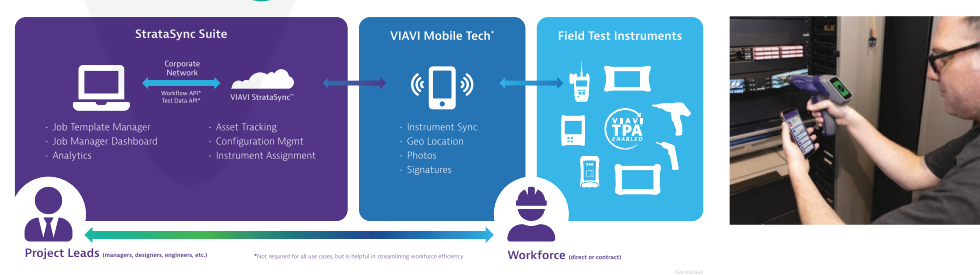 StrataSync Suite
Corporate
Network
Workflow API*
Test Data API*
VIAVI StrataSync™
· Job Template Manager
· Job Manager Dashboard
· Analytics
· Asset Tracking
· Configuration Mgmt
· Instrument Assignment
VIAVI Mobile Tech*
· Instrument Sync
· Geo Location
· Photos
· Signatures
Field Test Instruments
VIAVI
TPA
ENABLED
Project Leads (managers, designers, engineers, etc.)
*Not required for all use cases, but is helpful in streamlining workforce efficiency
Workforce (direct or contract)